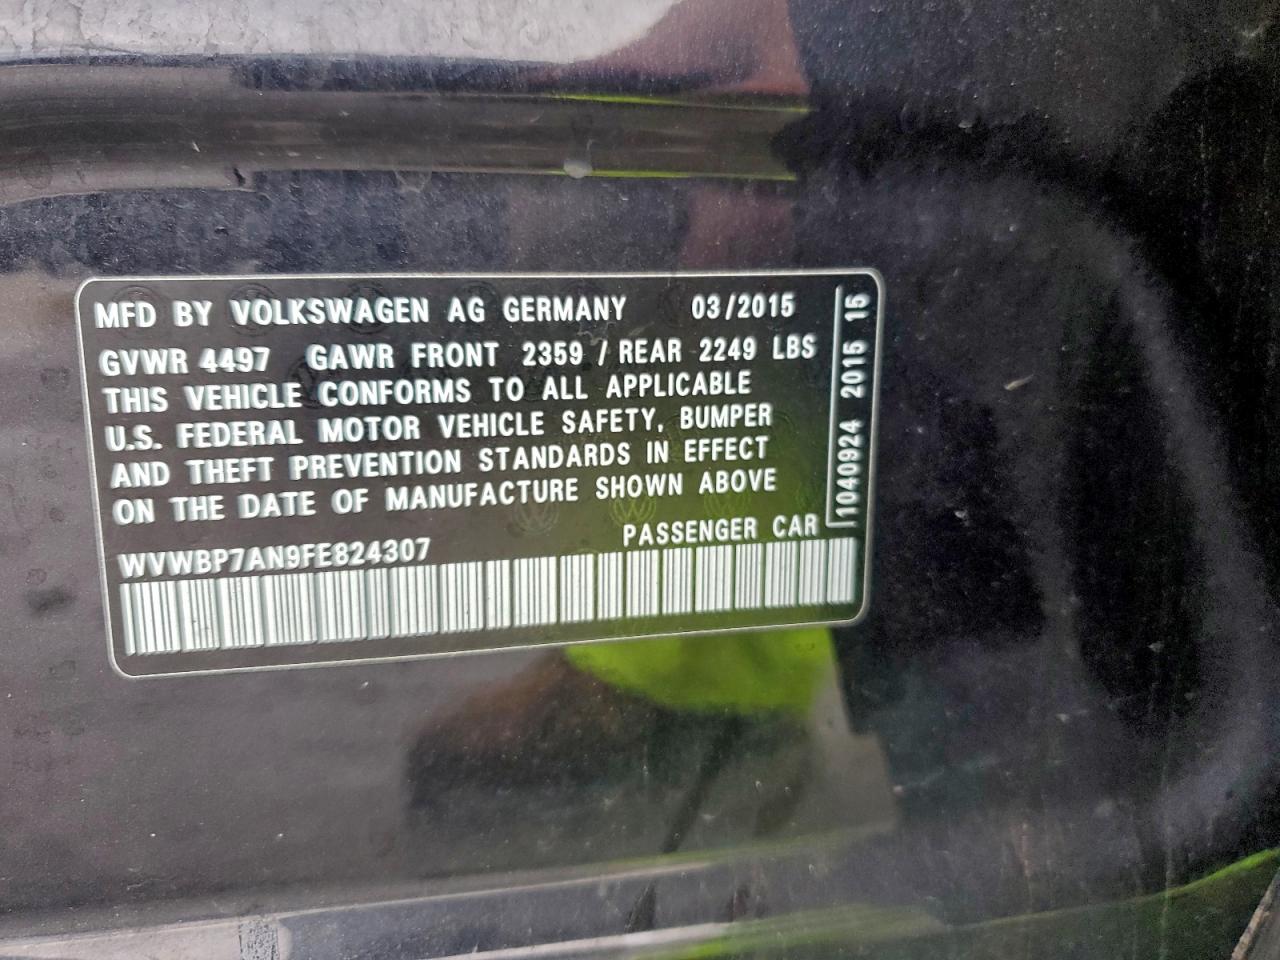 MFD BY VOLKSWAGEN AG GERMANY 03/2015
GVWR 4497 GAWR FRONT 2359 / REAR 2249 LBS
THIS VEHICLE CONFORMS TO ALL APPLICABLE
U.S. FEDERAL MOTOR VEHICLE SAFETY, BUMPER
AND THEFT PREVENTION STANDARDS IN EFFECT
ON THE DATE OF MANUFACTURE SHOWN ABOVE
PASSENGER CAR
WVWBP7AN9FE824307
1040924 2015 15